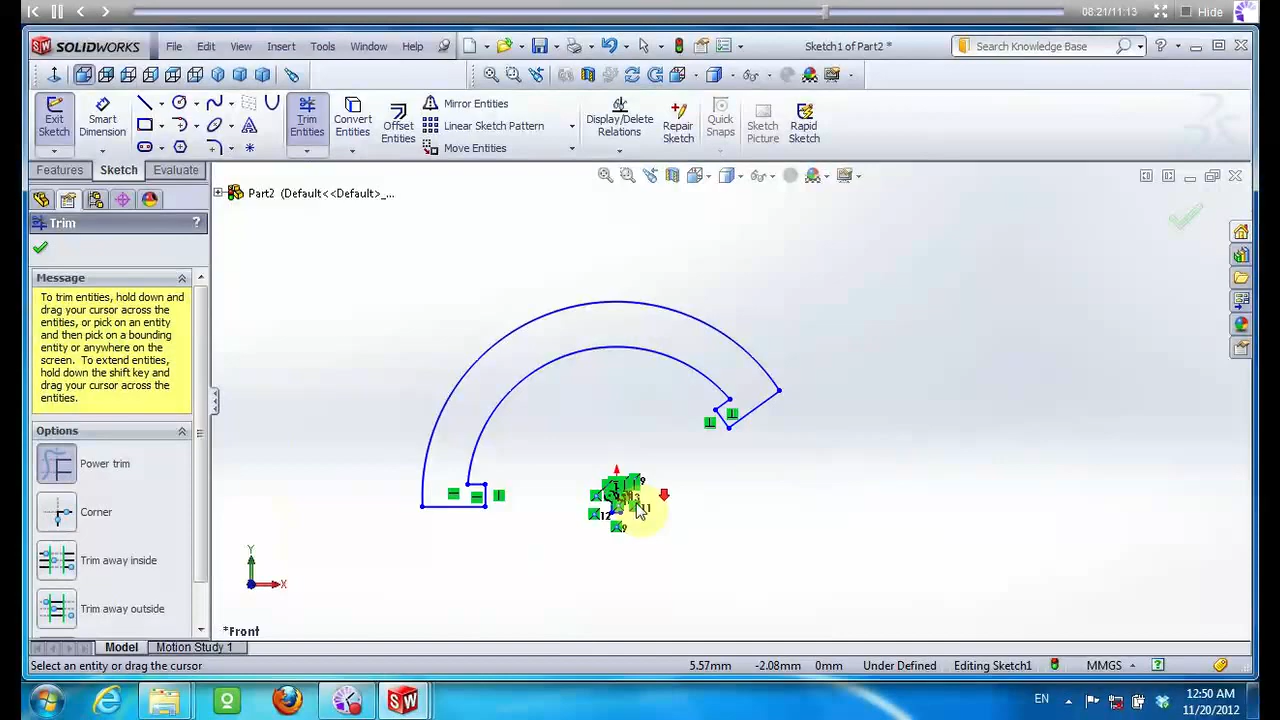 08:21/11:13
Hide
SW SOLIDWORKS
File
Edit
View
Insert
Tools
Window
Help
Sketch1 of Part2 *
Search Knowledge Base
?
Exit
Sketch
Smart
Dimension
Trim
Entities
Convert
Entities
Offset
Entities
Mirror Entities
Linear Sketch Pattern
Move Entities
Display/Delete
Relations
Repair
Sketch
Quick
Snaps
Sketch
Picture
Rapid
Sketch
Features
Sketch
Evaluate
Part2 (Default<<Default>_...
Trim
?
Message
To trim entities, hold down and
drag your cursor across the
entities, or pick on an entity
and then pick on a bounding
entity or anywhere on the
screen. To extend entities,
hold down the shift key and
drag your cursor across the
entities.
Options
Power trim
Corner
Trim away inside
Trim away outside
9
11
12
9
Y
X
*Front
Model
Motion Study 1
Select an entity or drag the cursor
5.57mm
-2.08mm
0mm
Under Defined
Editing Sketch1
MMGS
?
EN
12:50 AM
11/20/2012